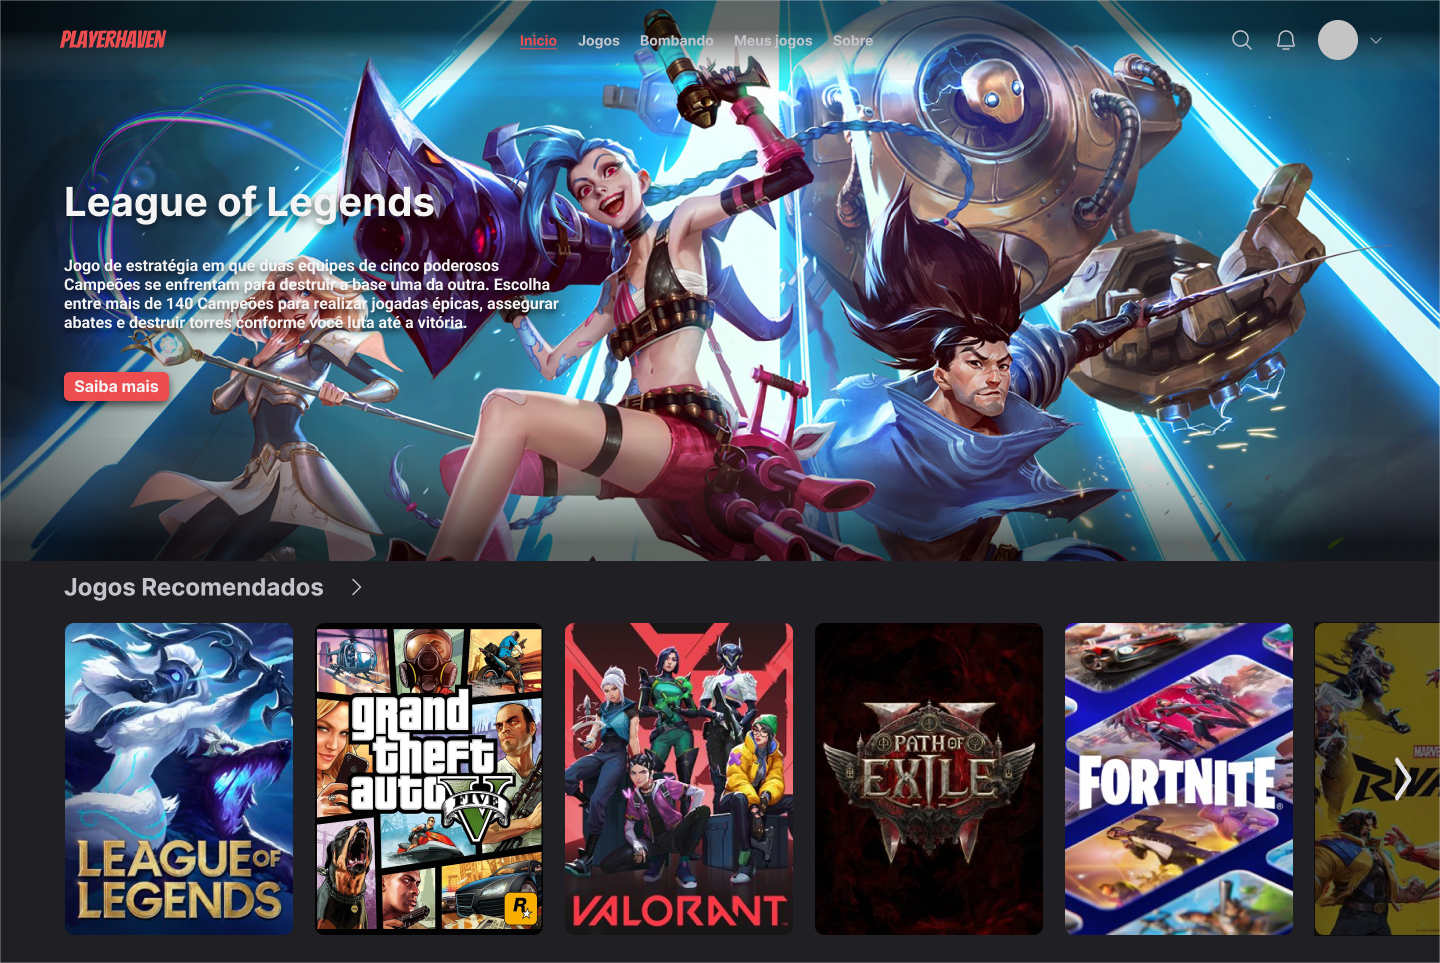 PLAYERHAVEN
Início Jogos Bombando Meus jogos Sobre
League of Legends
Jogo de estratégia em que duas equipes de cinco poderosos
Campeões se enfrentam para destruir a base uma da outra. Escolha
entre mais de 140 Campeões para realizar jogadas épicas, assegurar
abates e destruir torres conforme você luta até a vitória.
Saiba mais
Jogos Recomendados
LEAGUE OF
LEGENDS
grand
theft
auto V
FIVE
R
VALORANT
PATH OF
EXILE
II
FORTNITE